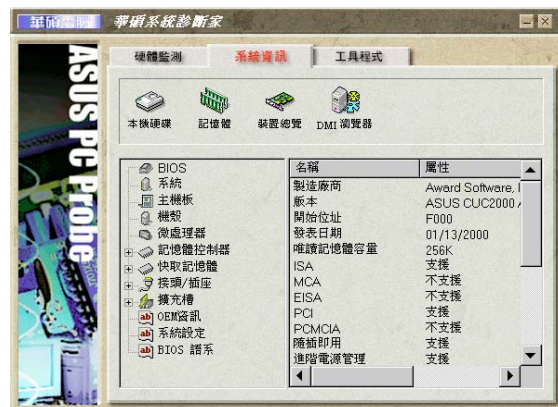 華碩電腦 華碩系統診斷家
ASUS PC Probe
硬體監測 系統資訊 工具程式
本機硬碟 記憶體 裝置總覽 DMI 瀏覽器
BIOS
系統
主機板
機殼
微處理器
記憶體控制器
快取記憶體
接頭/插座
擴充槽
OEM資訊
系統設定
BIOS 語系
名稱 屬性
製造廠商 Award Software, I
版本 ASUS CUC2000
開始位址 F000
發表日期 01/13/2000
唯讀記憶體容量 256K
ISA 支援
MCA 不支援
EISA 不支援
PCI 支援
PCMCIA 不支援
隨插即用 支援
進階電源管理 支援